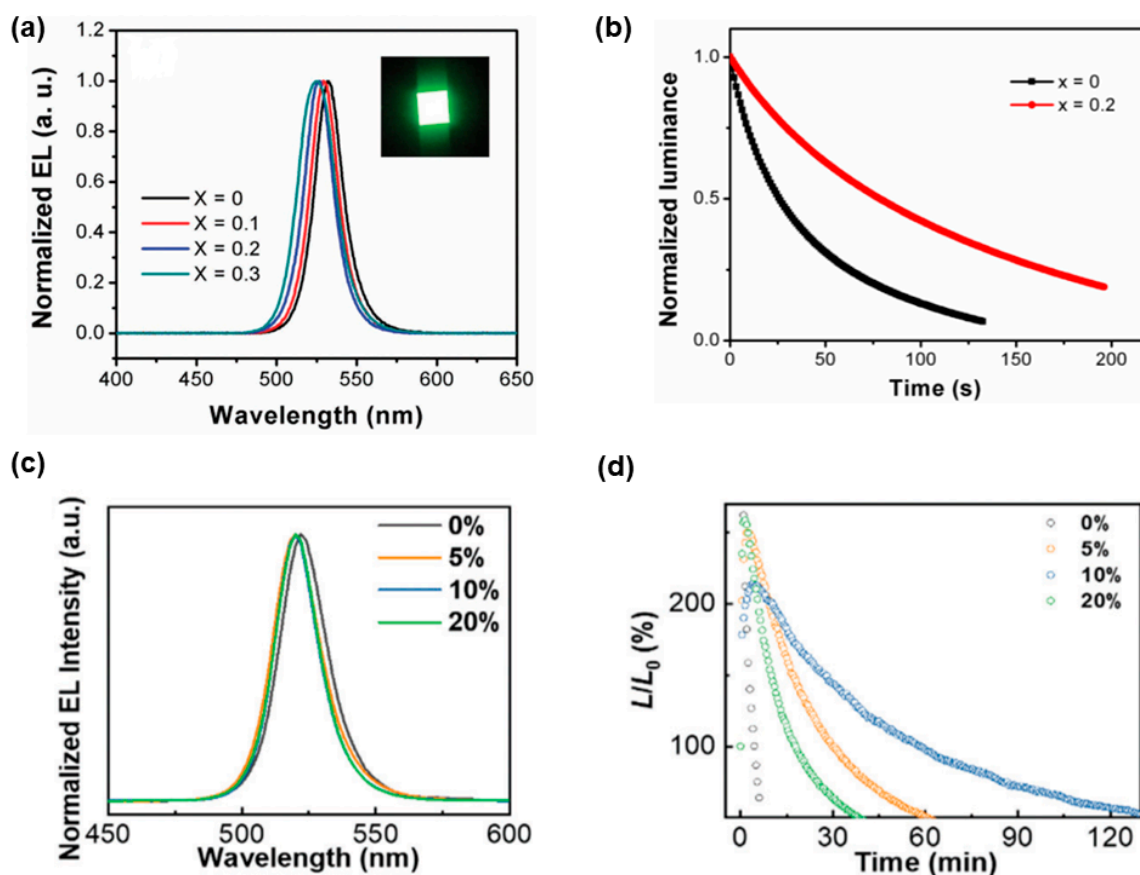 (a)
1.2
1.0
0.8
0.6
0.4
0.2
0.0
Normalized EL (a. u.)
X = 0
X = 0.1
X = 0.2
X = 0.3
400 450 500 550 600 650
Wavelength (nm)
(b)
1.0
0.5
0.0
Normalized luminance
x = 0
x = 0.2
0 50 100 150 200
Time (s)
(c)
Normalized EL Intensity (a.u.)
0%
5%
10%
20%
450 500 550 600
Wavelength (nm)
(d)
200
100
L/L0 (%)
0%
5%
10%
20%
0 30 60 90 120
Time (min)